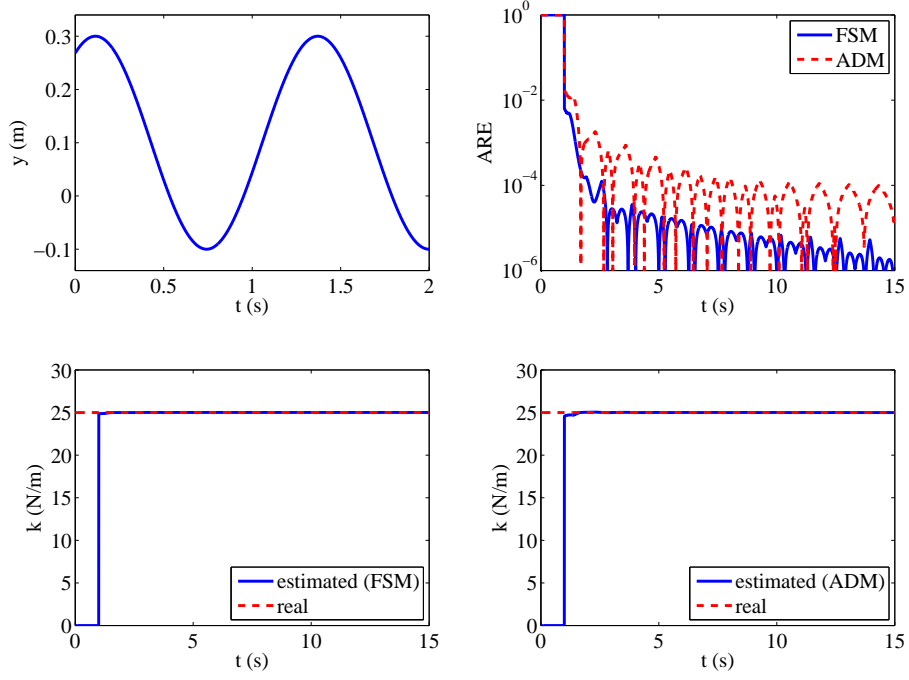 0.3
0.2
0.1
0
−0.1
y (m)
0 0.5 1 1.5 2
t (s)
10^0
10^−2
10^−4
10^−6
ARE
FSM
ADM
0 5 10 15
t (s)
30
25
20
15
10
5
0
k (N/m)
estimated (FSM)
real
0 5 10 15
t (s)
30
25
20
15
10
5
0
k (N/m)
estimated (ADM)
real
0 5 10 15
t (s)